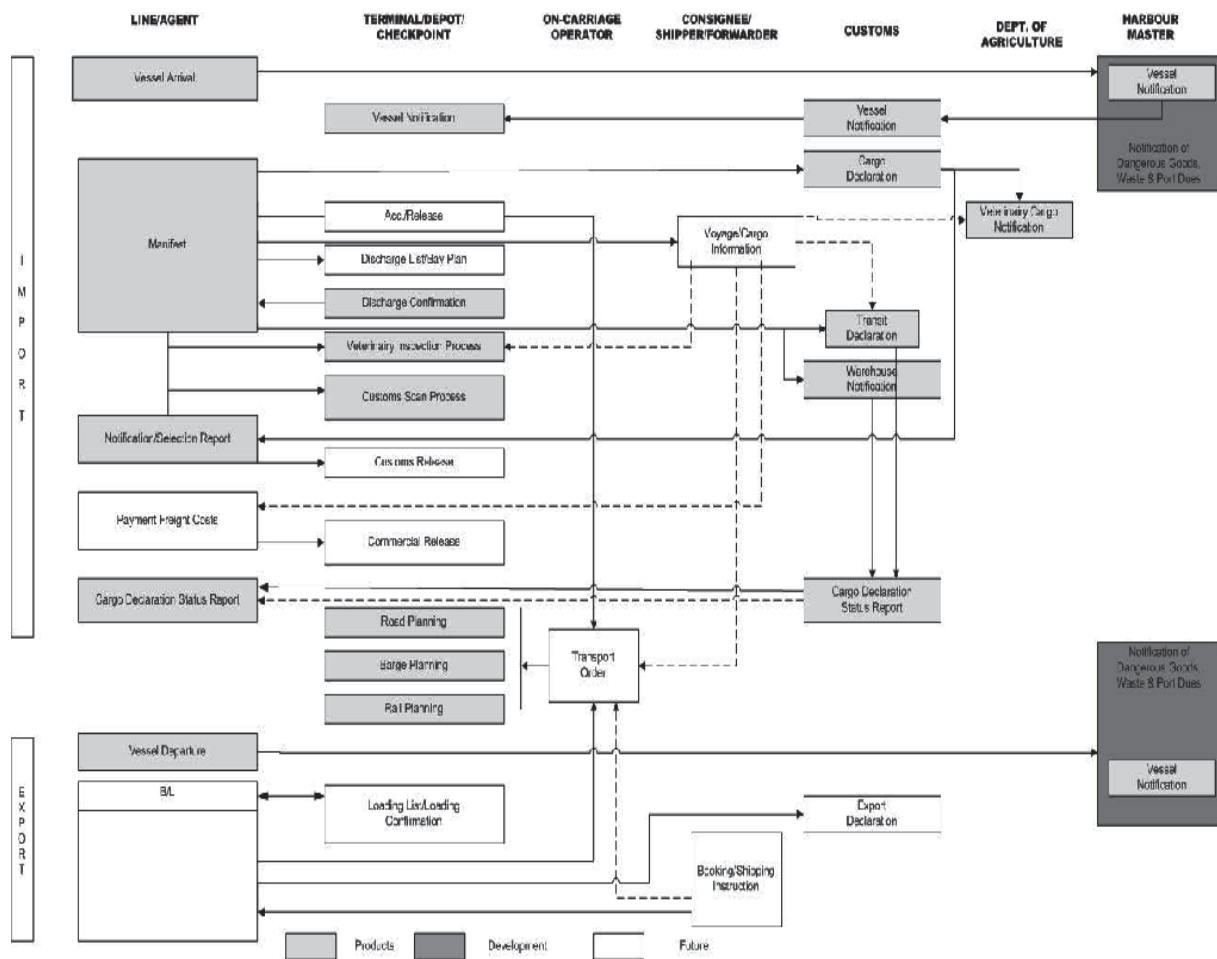 LINE/AGENT
TERMINAL/DEPOT/
CHECKPOINT
ON-CARRIAGE
OPERATOR
CONSIGNEE/
SHIPPER/FORWARDER
CUSTOMS
DEPT. OF
AGRICULTURE
HARBOUR
MASTER
IMPORT
Vessel Arrival
Vessel
Notification
Vessel Notification
Vessel
Notification
Notification of
Dangerous Goods,
Waste & Port Dues
Cargo
Declaration
Manifest
Acc./Release
Voyage/Cargo
Information
Veterinairy Cargo
Notification
Discharge List/Bay Plan
Discharge Confirmation
Transit
Declaration
Veterinairy Inspection Process
Warehouse
Notification
Customs Scan Process
Notification/Selection Report
Customs Release
Payment Freight Costs
Commercial Release
Cargo Declaration Status Report
Cargo Declaration
Status Report
Road Planning
Barge Planning
Rail Planning
Transport
Order
Notification of
Dangerous Goods,
Waste & Port Dues
EXPORT
Vessel Departure
Vessel
Notification
B/L
Loading List/Loading
Confirmation
Export
Declaration
Booking/Shipping
Instruction
Products
Development
Future